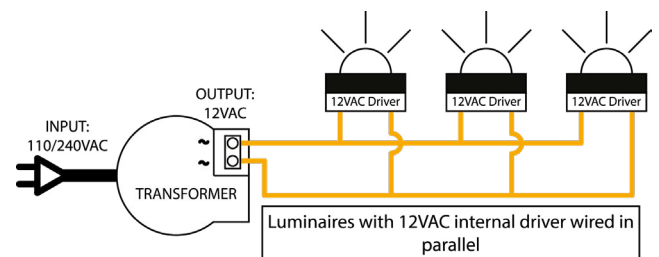 INPUT:
110/240VAC
OUTPUT:
12VAC
~
~
TRANSFORMER
12VAC Driver
12VAC Driver
12VAC Driver
Luminaires with 12VAC internal driver wired in
parallel